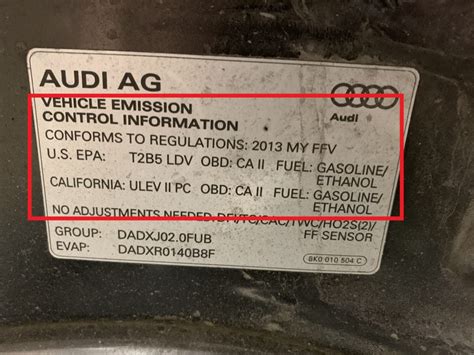 AUDI AG
Audi
VEHICLE EMISSION
CONTROL INFORMATION
CONFORMS TO REGULATIONS: 2013 MY FFV
U.S. EPA: T2B5 LDV OBD: CA II FUEL: GASOLINE/
ETHANOL
CALIFORNIA: ULEV II PC OBD: CA II FUEL: GASOLINE/
ETHANOL
NO ADJUSTMENTS NEEDED DFI/TC/CAC/TWC/HO2S(2)/
FF SENSOR
GROUP: DADXJ02.0FUB
EVAP: DADXR0140B8F
8K0 010 504 C